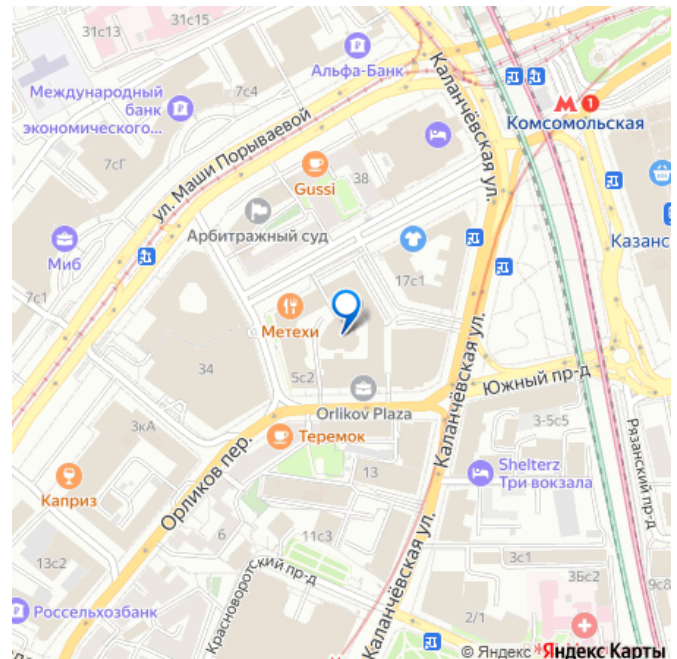 31с13
31с15
Альфа-Банк
Международный
банк
экономического...
7с4
7сГ
ул. Маши Порываевой
Каланчёвская ул.
М 1
Комсомольская
Gussi
38
Арбитражный суд
Миб
7с1
17с1
Казанс
Метехи
34
5с2
Orlikov Plaza
Каланчёвская ул.
Южный пр-д
3кА
Теремок
3-5с5
Орликов пер.
13
Shelterz
Три вокзала
Рязанский пр-д
Каприз
6
11с3
13с2
Красноворотский пр-д
3с1
3Бс2
9с8
Россельхозбанк
Каланчёвская ул.
2/1
© Яндекс
Яндекс Карты